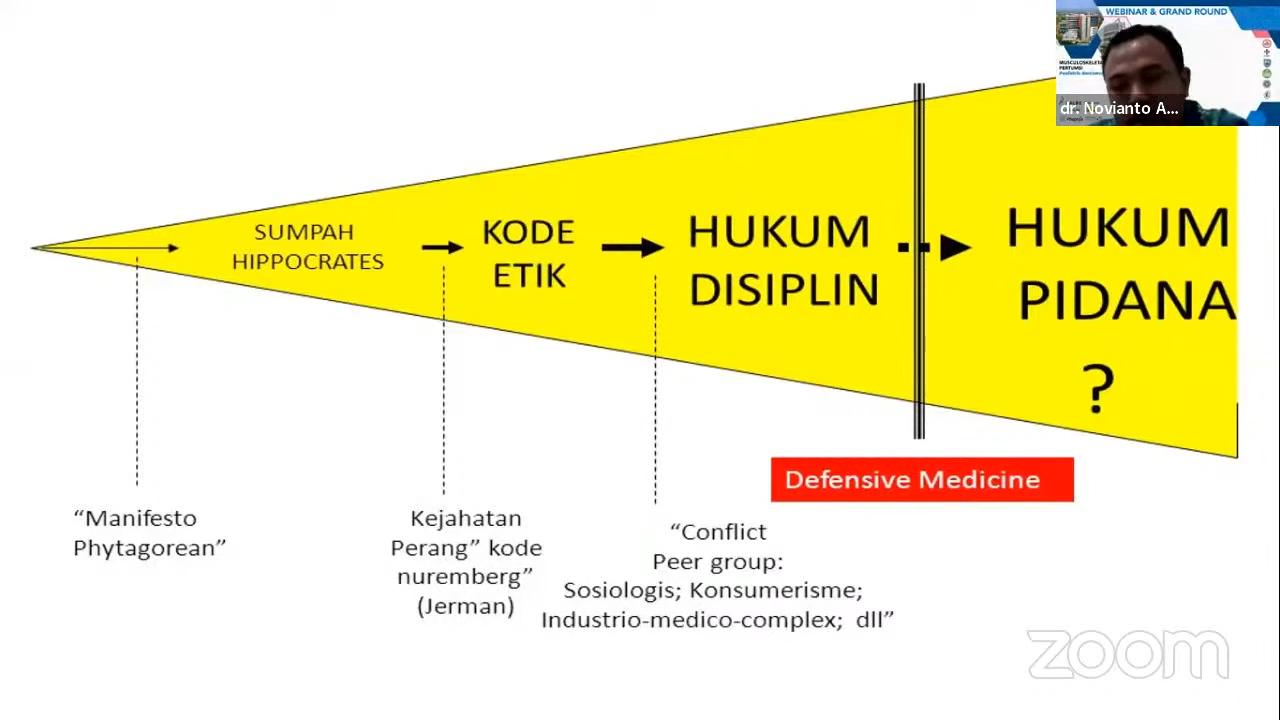 WEBINAR & GRAND ROUND
MUSCULOSKELETAL
dr. Novianto A...
SUMPAH
HIPPOCRATES
KODE
ETIK
HUKUM
DISIPLIN
HUKUM
PIDANA
?
Defensive Medicine
“Manifesto
Phytagorean”
Kejahatan
Perang” kode
nuremberg”
(Jerman)
“Conflict
Peer group:
Sosiologis; Konsumerisme;
Industrio-medico-complex; dll”
zoom